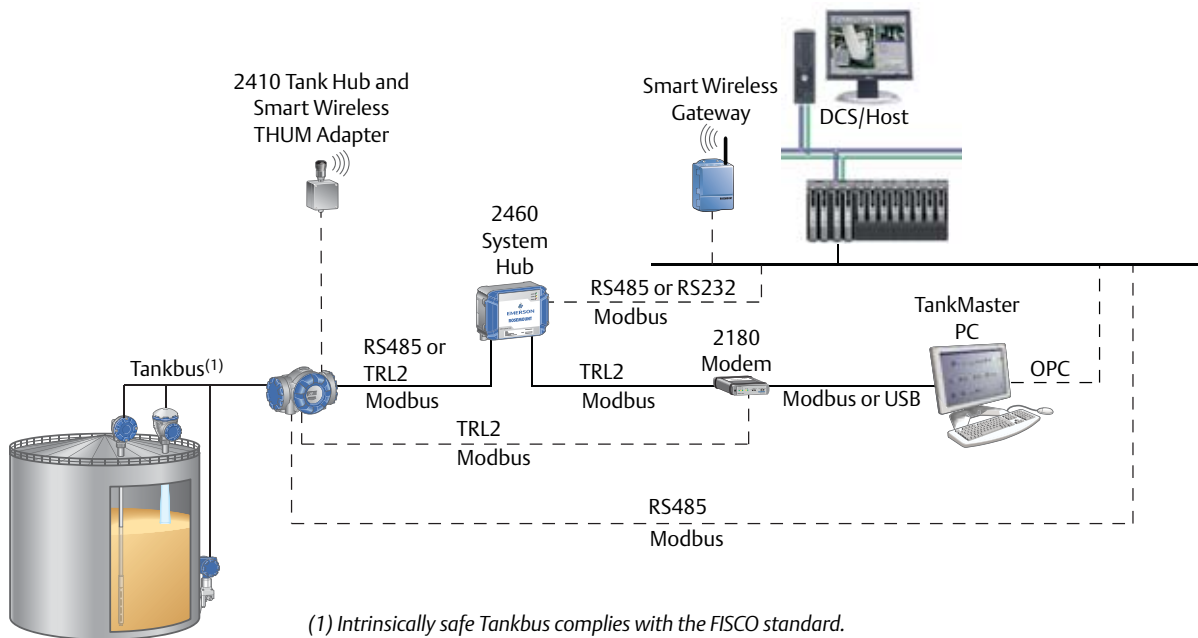 2410 Tank Hub and
Smart Wireless
THUM Adapter
Smart Wireless
Gateway
DCS/Host
2460
System
Hub
EMERSON
ROSEMOUNT
RS485 or RS232
Modbus
TankMaster
PC
2180
Modem
Tankbus(1)
RS485 or
TRL2
Modbus
TRL2
Modbus
Modbus or USB
OPC
TRL2
Modbus
RS485
Modbus
(1) Intrinsically safe Tankbus complies with the FISCO standard.